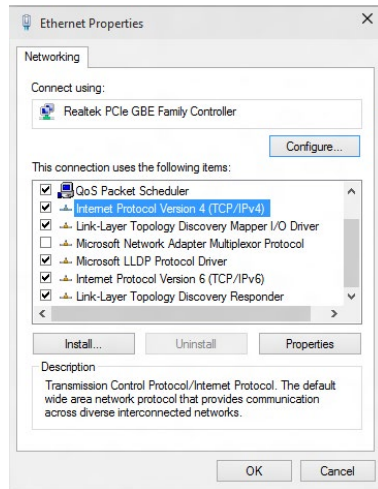 Ethernet Properties
Networking
Connect using:
Realtek PCIe GBE Family Controller
Configure...
This connection uses the following items:
QoS Packet Scheduler
Internet Protocol Version 4 (TCP/IPv4)
Link-Layer Topology Discovery Mapper I/O Driver
Microsoft Network Adapter Multiplexor Protocol
Microsoft LLDP Protocol Driver
Internet Protocol Version 6 (TCP/IPv6)
Link-Layer Topology Discovery Responder
Install... Uninstall Properties
Description
Transmission Control Protocol/Internet Protocol. The default
wide area network protocol that provides communication
across diverse interconnected networks.
OK Cancel